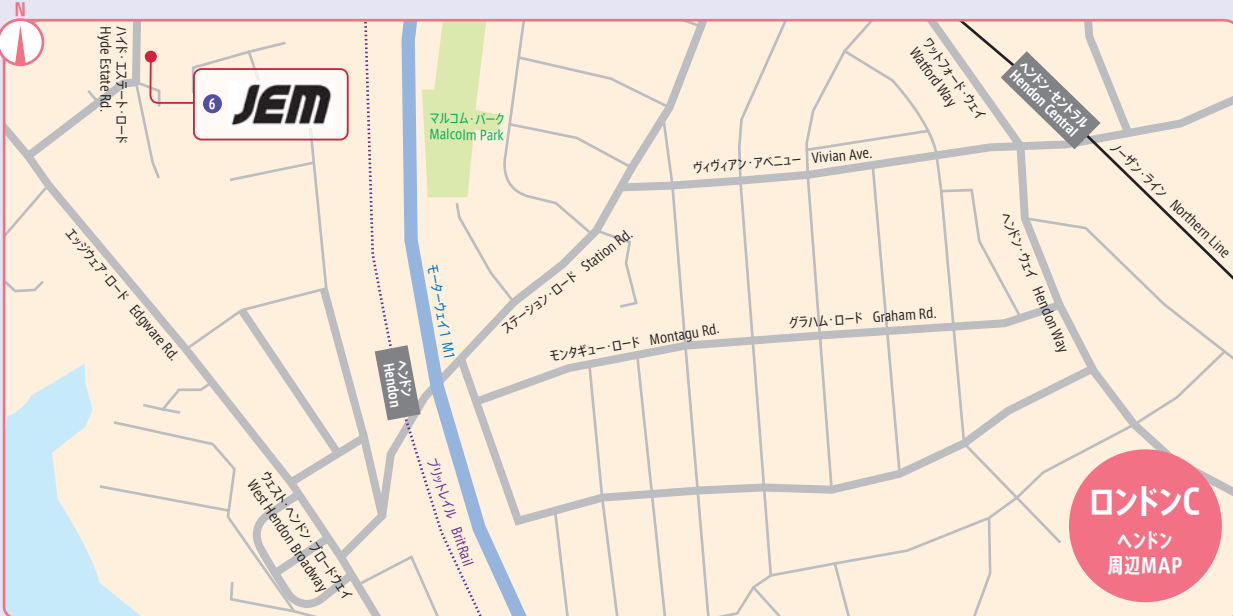 N
ハイド・エステート・ロード
Hyde Estate Rd.
6 JEM
マルコム・パーク
Malcolm Park
ワットフォード・ウェイ
Watford Way
ヘンドン・セントラル
Hendon Central
ヴィヴィアン・アベニュー Vivian Ave.
ノーザン・ライン Northern Line
エッジウェア・ロード Edgware Rd.
モーターウェイ1 M1
ステーション・ロード Station Rd.
ヘンドン・ウェイ Hendon Way
モンタギュー・ロード Montagu Rd.
グラハム・ロード Graham Rd.
ヘンドン
Hendon
ブリットレイル BritRail
ウェスト・ヘンドン・ブロードウェイ
West Hendon Broadway
ロンドンC
ヘンドン
周辺MAP